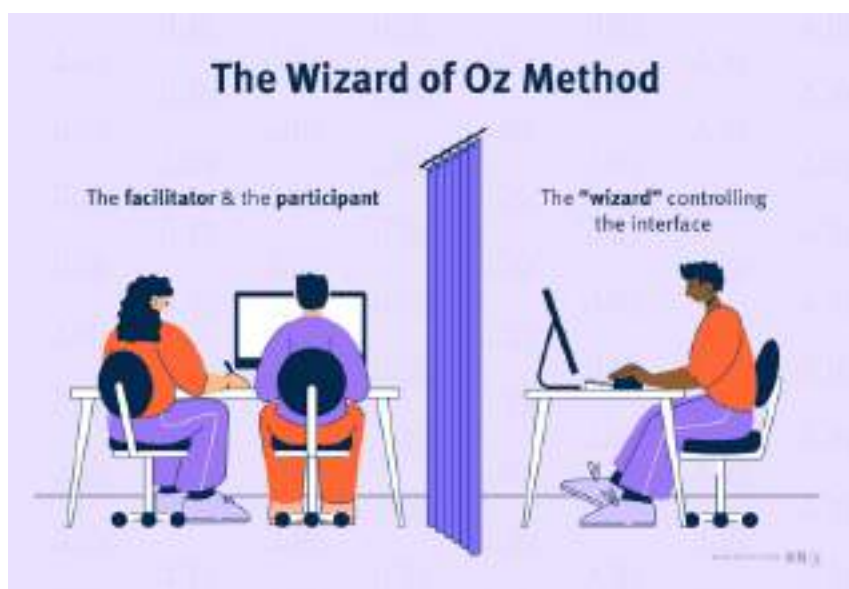 The Wizard of Oz Method
The facilitator & the participant
The "wizard" controlling
the interface